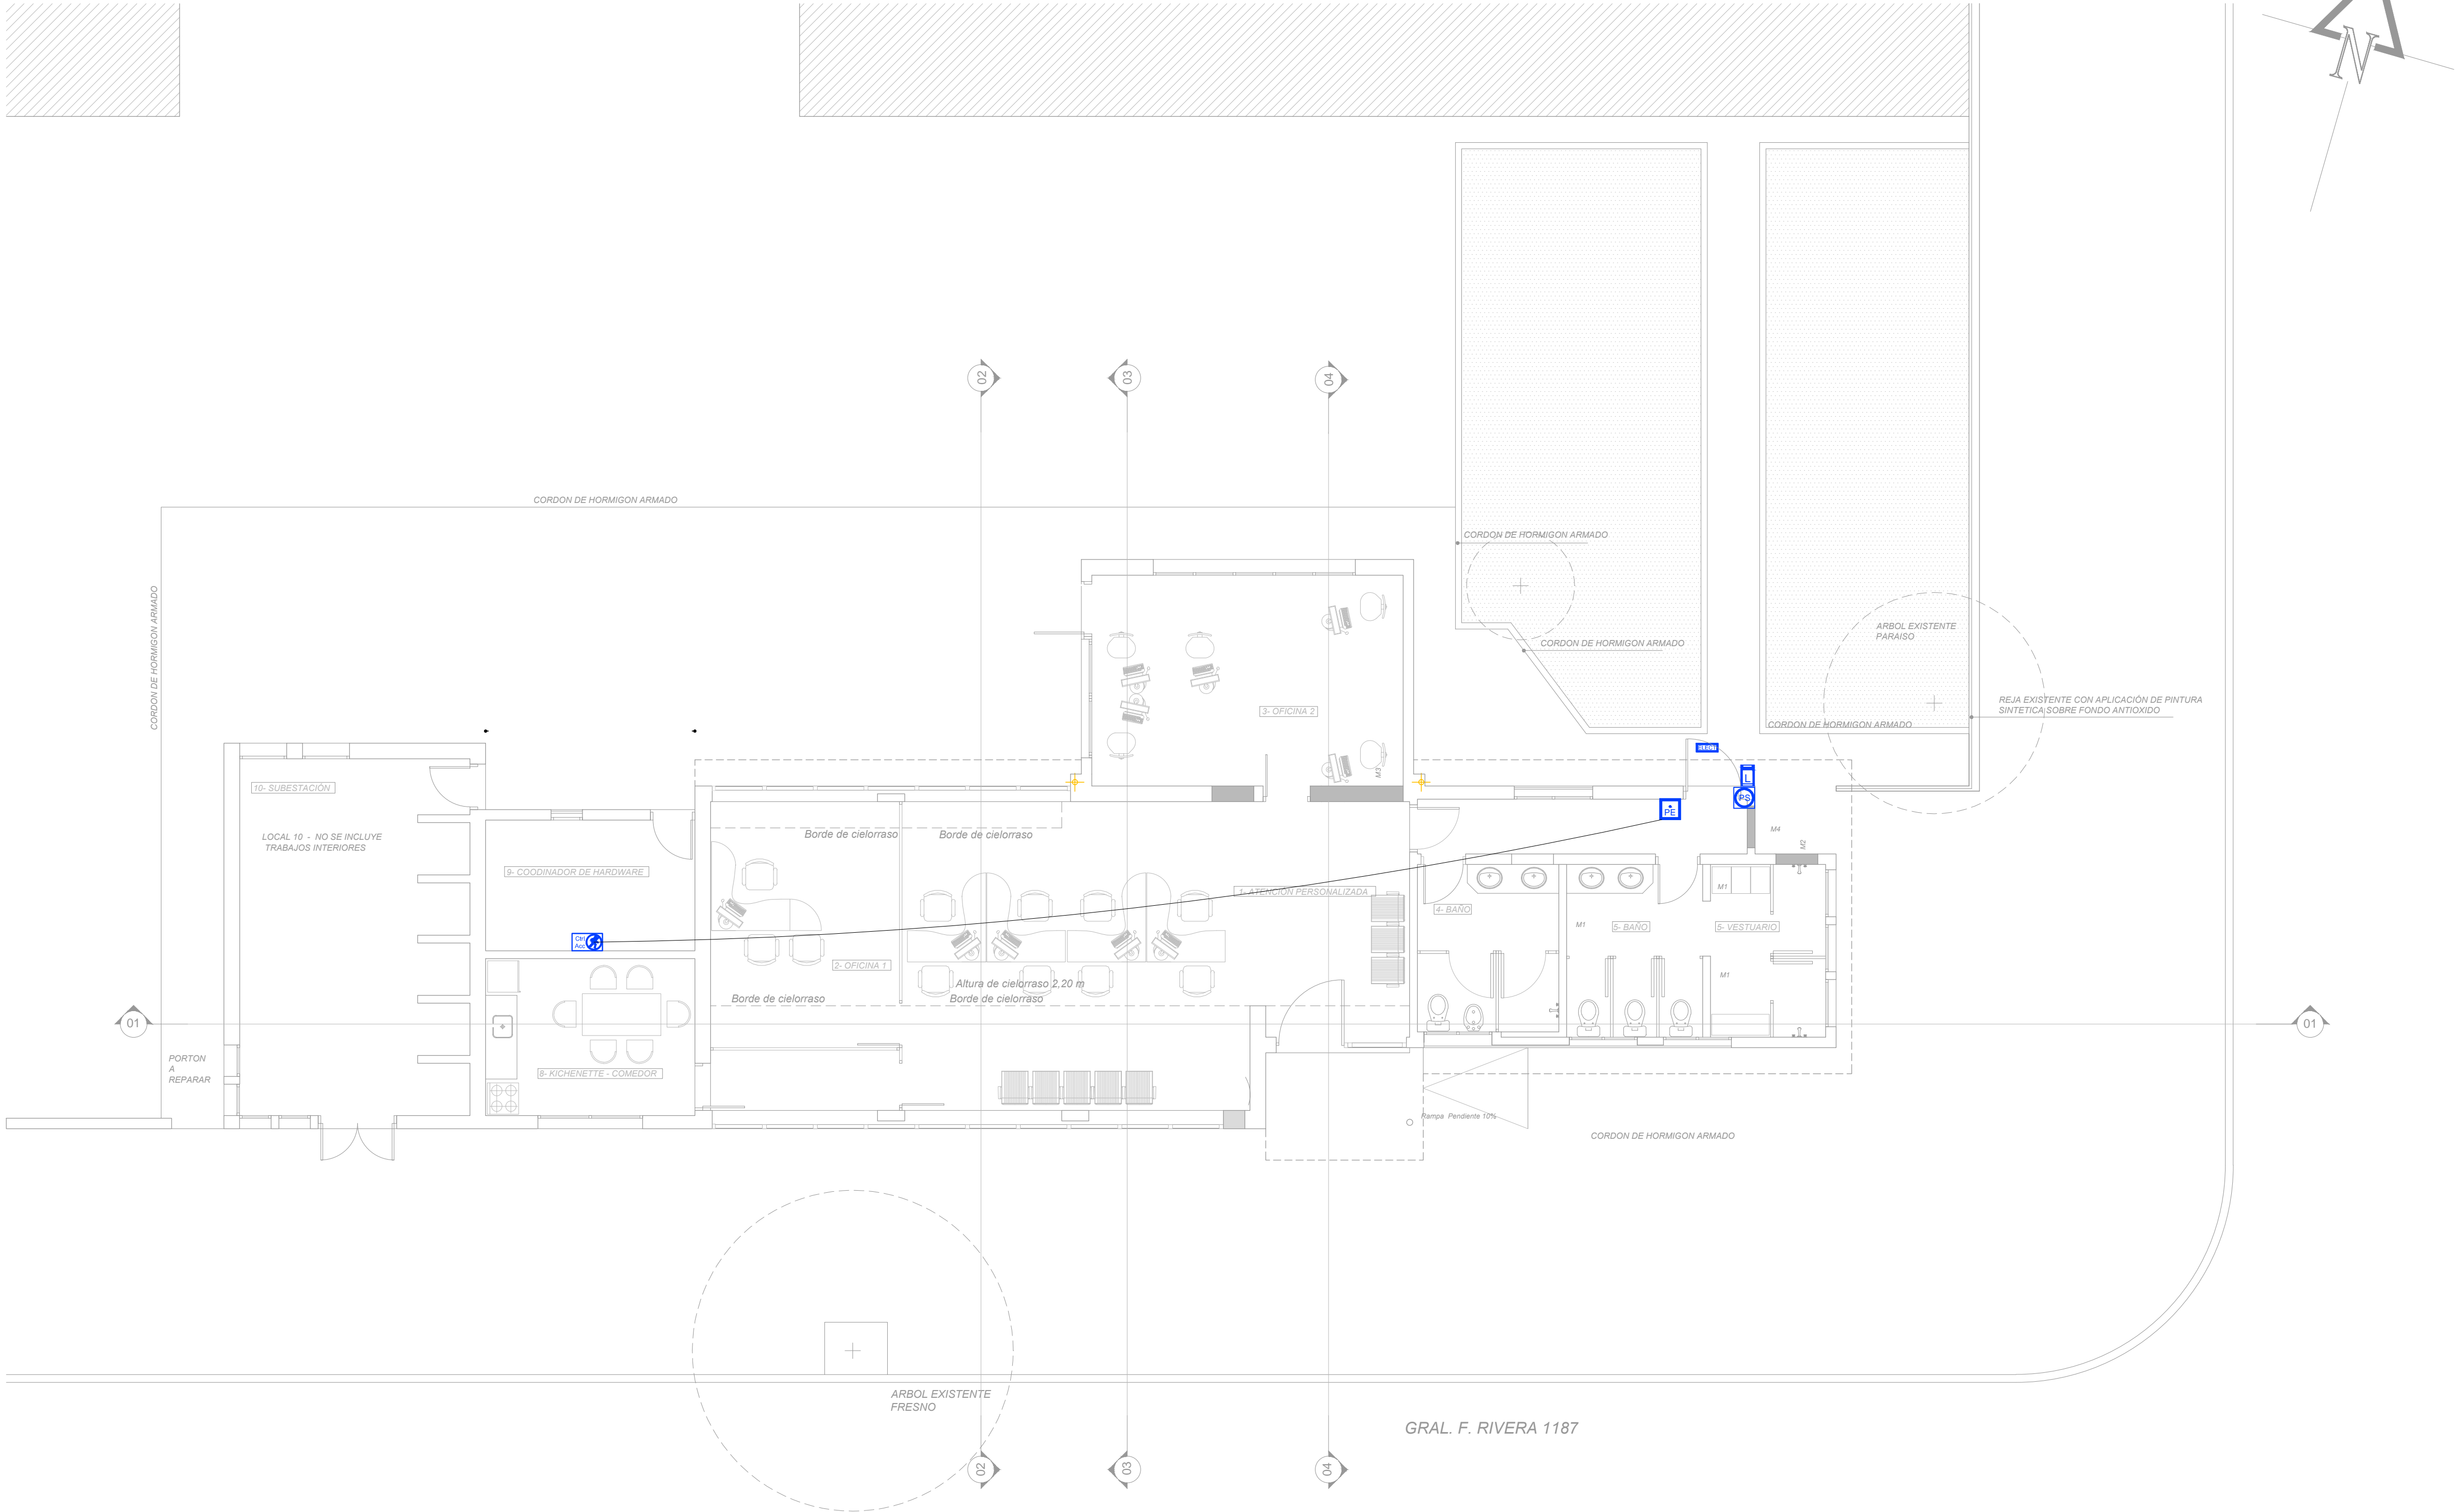 N
02
03
04
CORDON DE HORMIGON ARMADO
CORDON DE HORMIGON ARMADO
CORDON DE HORMIGON ARMADO
CORDON DE HORMIGON ARMADO
ARBOL EXISTENTE
PARAISO
REJA EXISTENTE CON APLICACIÓN DE PINTURA
SINTETICA SOBRE FONDO ANTIOXIDO
CORDON DE HORMIGON ARMADO
3- OFICINA 2
M3
ELECT
L
PS
PE
10- SUBESTACIÓN
LOCAL 10 - NO SE INCLUYE
TRABAJOS INTERIORES
Borde de cielorraso
Borde de cielorraso
M4
M2
9- COODINADOR DE HARDWARE
1- ATENCION PERSONALIZADA
M1
4- BAÑO
M1
5- BAÑO
5- VESTUARIO
Ctrl
Acc
2- OFICINA 1
M1
Altura de cielorraso 2,20 m
Borde de cielorraso
Borde de cielorraso
01
01
PORTON
A
REPARAR
8- KICHENETTE - COMEDOR
Rampa Pendiente 10%
CORDON DE HORMIGON ARMADO
ARBOL EXISTENTE
FRESNO
GRAL. F. RIVERA 1187
02
03
04